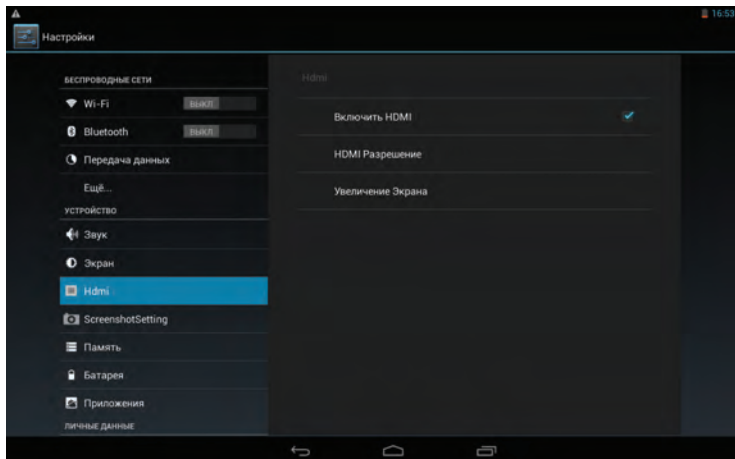 16:53
Настройки
БЕСПРОВОДНЫЕ СЕТИ
Wi-Fi ВЫКЛ
Bluetooth ВЫКЛ
Передача данных
Ещё...
УСТРОЙСТВО
Звук
Экран
Hdmi
ScreenshotSetting
Память
Батарея
Приложения
ЛИЧНЫЕ ДАННЫЕ
Hdmi
Включить HDMI
HDMI Разрешение
Увеличение Экрана